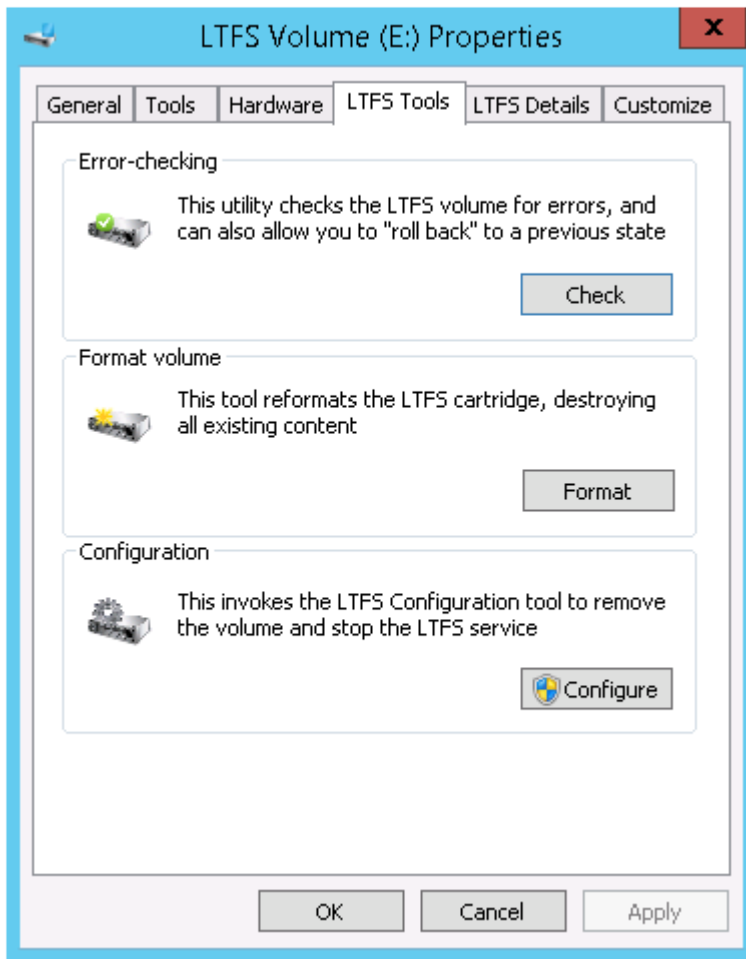 LTFS Volume (E:) Properties
x
General Tools Hardware LTFS Tools LTFS Details Customize
Error-checking
This utility checks the LTFS volume for errors, and
can also allow you to "roll back" to a previous state
Check
Format volume
This tool reformats the LTFS cartridge, destroying
all existing content
Format
Configuration
This invokes the LTFS Configuration tool to remove
the volume and stop the LTFS service
Configure
OK Cancel Apply